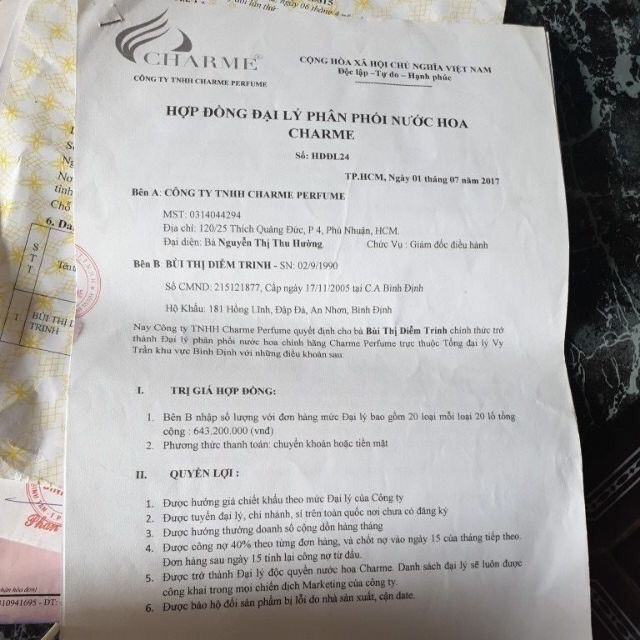 CHARME
CÔNG TY TNHH CHARME PERFUME
CỘNG HÒA XÃ HỘI CHỦ NGHĨA VIỆT NAM
Độc lập –Tự do – Hạnh phúc
HỢP ĐỒNG ĐẠI LÝ PHÂN PHỐI NƯỚC HOA
CHARME
Số: HDĐL24
TP.HCM, Ngày 01 tháng 07 năm 2017
Bên A: CÔNG TY TNHH CHARME PERFUME
MST: 0314044294
Địa chỉ: 120/25 Thích Quảng Đức, P 4, Phú Nhuận, HCM.
Đại diện: Bà Nguyễn Thị Thu Hường Chức Vụ : Giám đốc điều hành
Bên B: BÙI THỊ DIỄM TRINH - SN: 02/9/1990
Số CMND: 215121877, Cấp ngày 17/11/2005 tại C.A Bình Định
Hộ Khẩu: 181 Hồng Lĩnh, Đập Đá, An Nhơn, Bình Định
Nay Công ty TNHH Charme Perfume quyết định cho bà Bùi Thị Diễm Trinh chính thức trở
thành Đại lý phân phối nước hoa chính hãng Charme Perfume trực thuộc Tổng đại lý Vy
Trần khu vực Bình Định với những điều khoản sau:
I. TRỊ GIÁ HỢP ĐỒNG:
1. Bên B nhập số lượng với đơn hàng mức Đại lý bao gồm 20 loại mỗi loại 20 lô tổng
cộng : 643.200.000 (vnđ)
2. Phương thức thanh toán: chuyển khoản hoặc tiền mặt
II. QUYỀN LỢI :
1. Được hưởng giá chiết khấu theo mức Đại lý của Công ty
2. Được tuyển đại lý, chi nhánh, sỉ trên toàn quốc nơi chưa có đăng ký
3. Được hưởng thưởng doanh số cộng dồn hàng tháng
4. Được công nợ 40% theo từng đơn hàng, và chốt nợ vào ngày 15 của tháng tiếp theo.
Đơn hàng sau ngày 15 tính lại công nợ từ đầu.
5. Được trở thành Đại lý độc quyền nước hoa Charme. Danh sách đại lý sẽ luôn được
công khai trong mọi chiến dịch Marketing của công ty.
6. Được bảo hộ đổi sản phẩm bị lỗi do nhà sản xuất, cận date.
6. Da
S
T
T
Tên
1
BÙI THỊ D
TRINH
310941695 - ĐT: